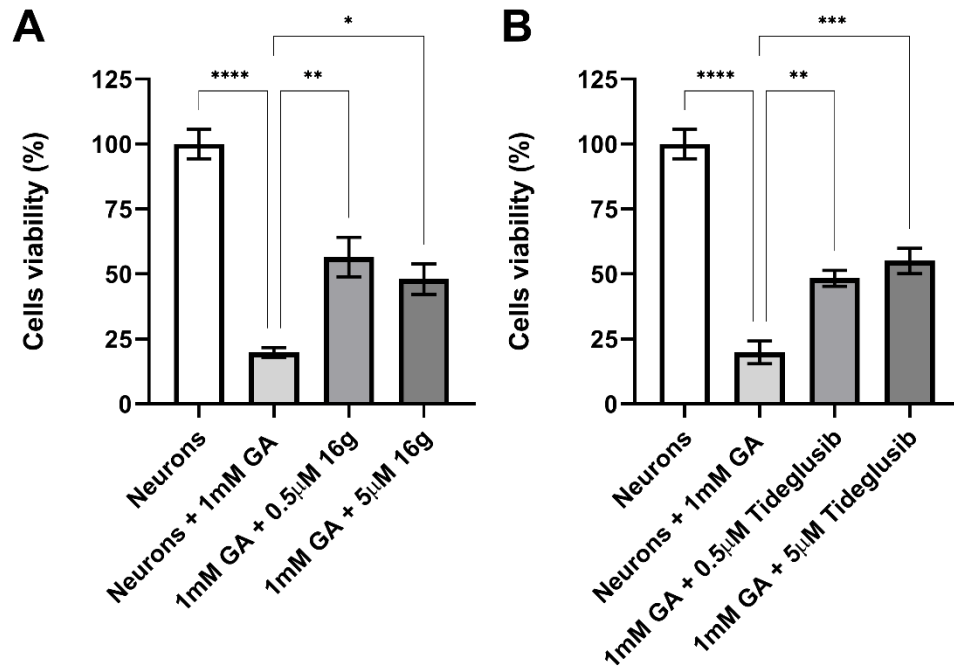 A
*
**** **
Cells viability (%)
125
100
75
50
25
0
Neurons
Neurons + 1mM GA
1mM GA + 0.5μM 16g
1mM GA + 5μM 16g
B
***
**** **
Cells viability (%)
125
100
75
50
25
0
Neurons
Neurons + 1mM GA
1mM GA + 0.5μM Tideglusib
1mM GA + 5μM Tideglusib